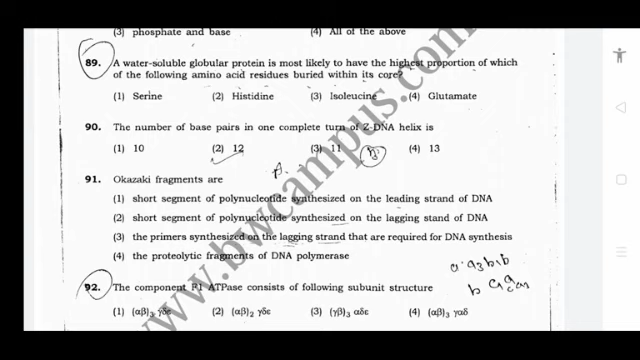 (3) phosphate and base (4) All of the above
89. A water-soluble globular protein is most likely to have the highest proportion of which
of the following amino acid residues buried within its core?
(1) Serine (2) Histidine (3) Isoleucine (4) Glutamate
90. The number of base pairs in one complete turn of Z-DNA helix is
(1) 10 (2) 12 (3) 11 (4) 13
91. Okazaki fragments are
(1) short segment of polynucleotide synthesized on the leading strand of DNA
(2) short segment of polynucleotide synthesized on the lagging stand of DNA
(3) the primers synthesized on the lagging strand that are required for DNA synthesis
(4) the proteolytic fragments of DNA polymerase
92. The component F1 ATPase consists of following subunit structure
(1) (αβ)3 γδε (2) (αβ)2 γδε (3) (γβ)3 αδε (4) (αβ)3 γαδ
www.bwcampus.com